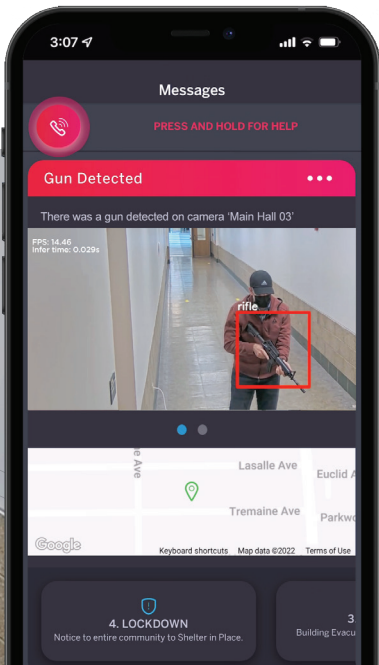 3:07
Messages
PRESS AND HOLD FOR HELP
Gun Detected
There was a gun detected on camera 'Main Hall 03'
FPS: 14.46
Infer time: 0.029s
rifle
e Ave
Lasalle Ave
Euclid A
Tremaine Ave
Parkwo
Google
Keyboard shortcuts Map data ©2022 Terms of Use
4. LOCKDOWN
Notice to entire community to Shelter in Place.
3
Building Evacu